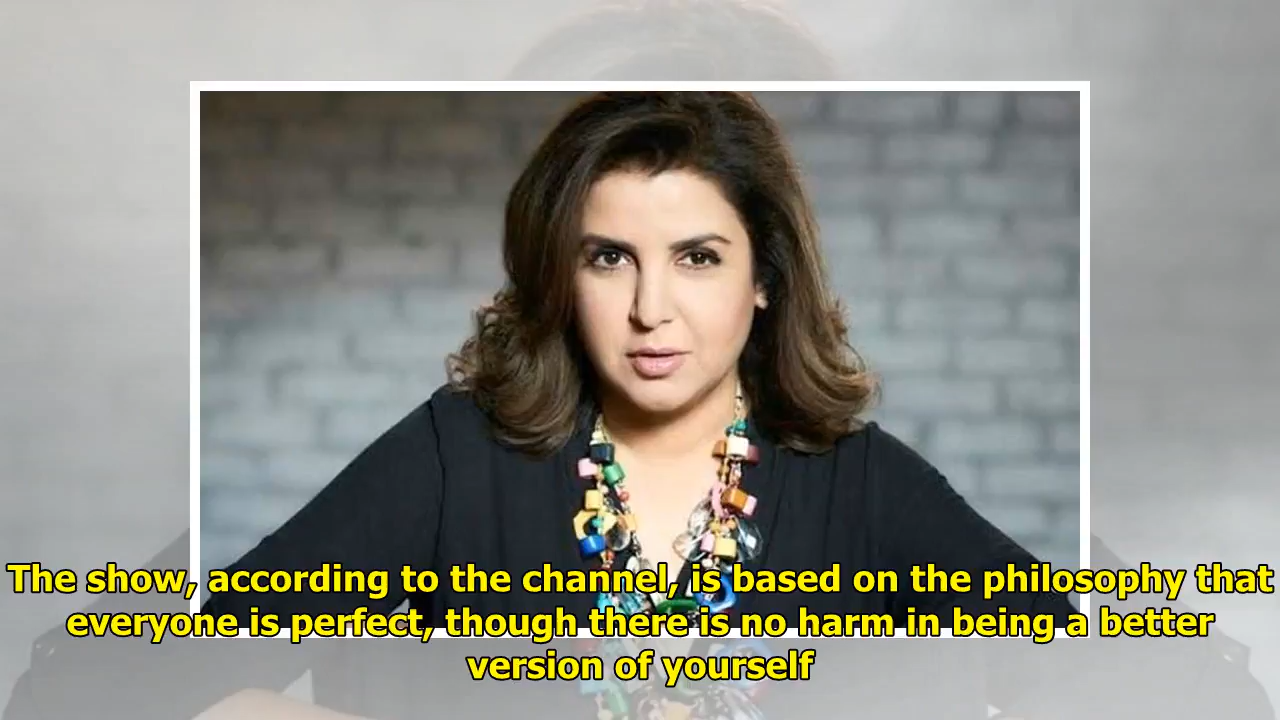 The show, according to the channel, is based on the philosophy that
everyone is perfect, though there is no harm in being a better
version of yourself